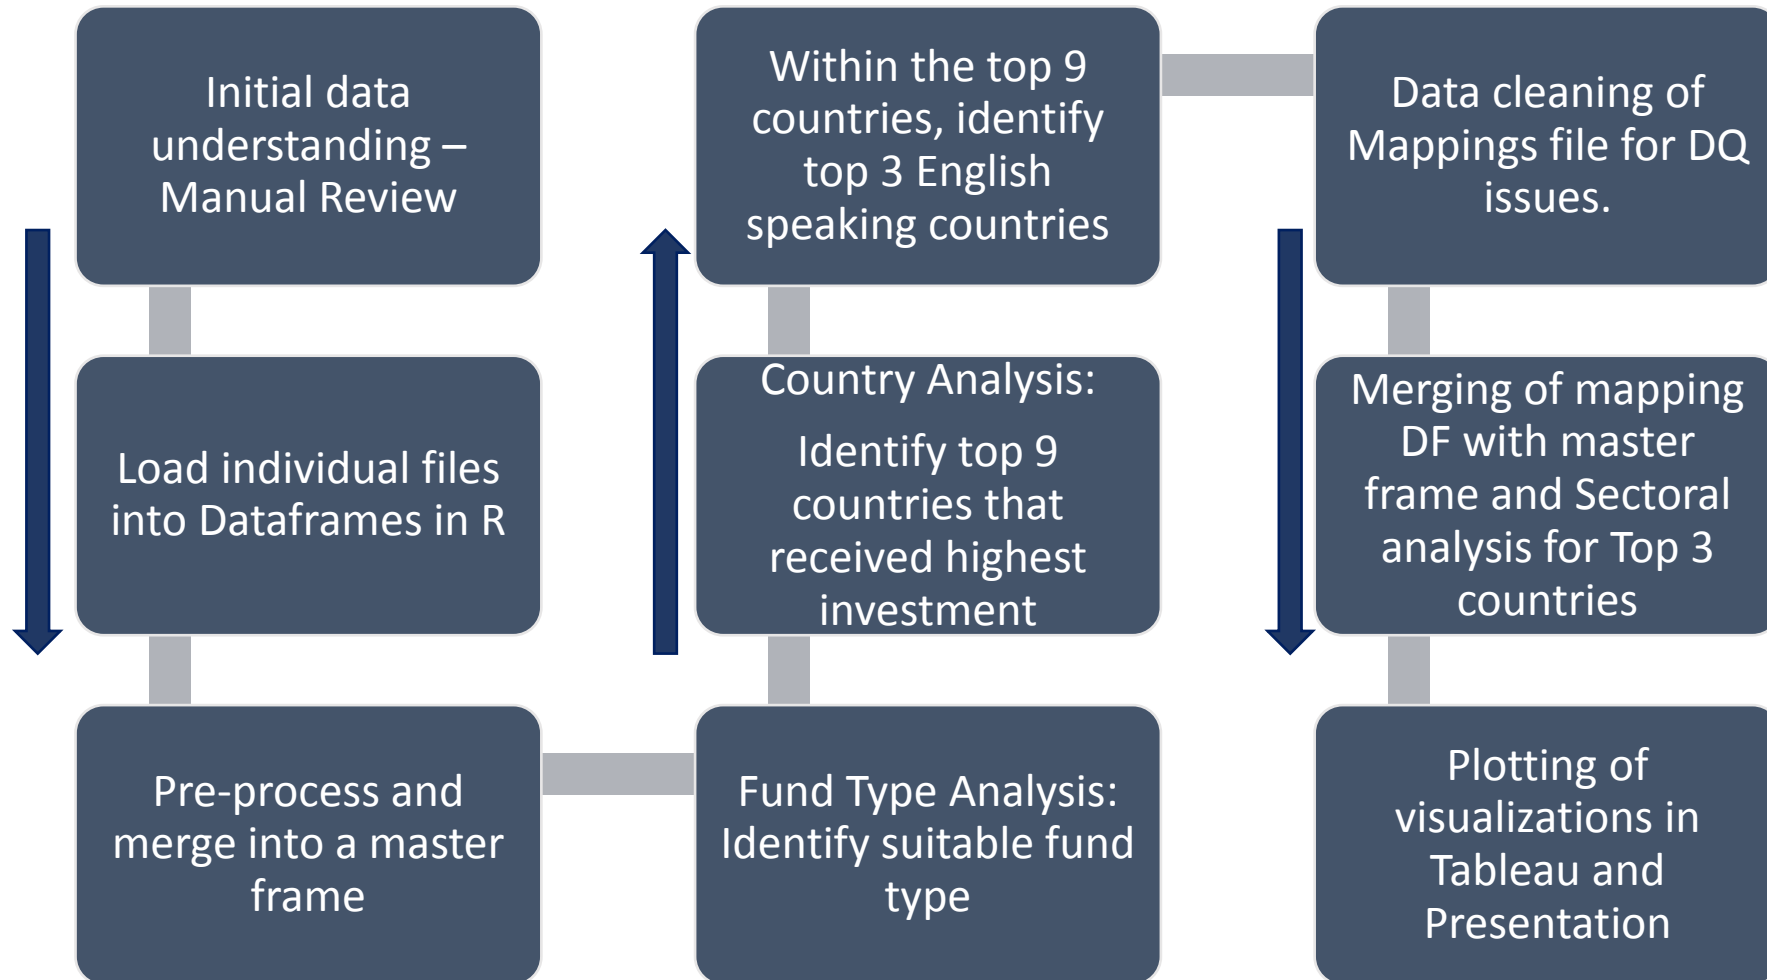 Initial data
understanding –
Manual Review
Load individual files
into Dataframes in R
Pre-process and
merge into a master
frame
Fund Type Analysis:
Identify suitable fund
type
Country Analysis:
Identify top 9
countries that
received highest
investment
Within the top 9
countries, identify
top 3 English
speaking countries
Data cleaning of
Mappings file for DQ
issues.
Merging of mapping
DF with master
frame and Sectoral
analysis for Top 3
countries
Plotting of
visualizations in
Tableau and
Presentation